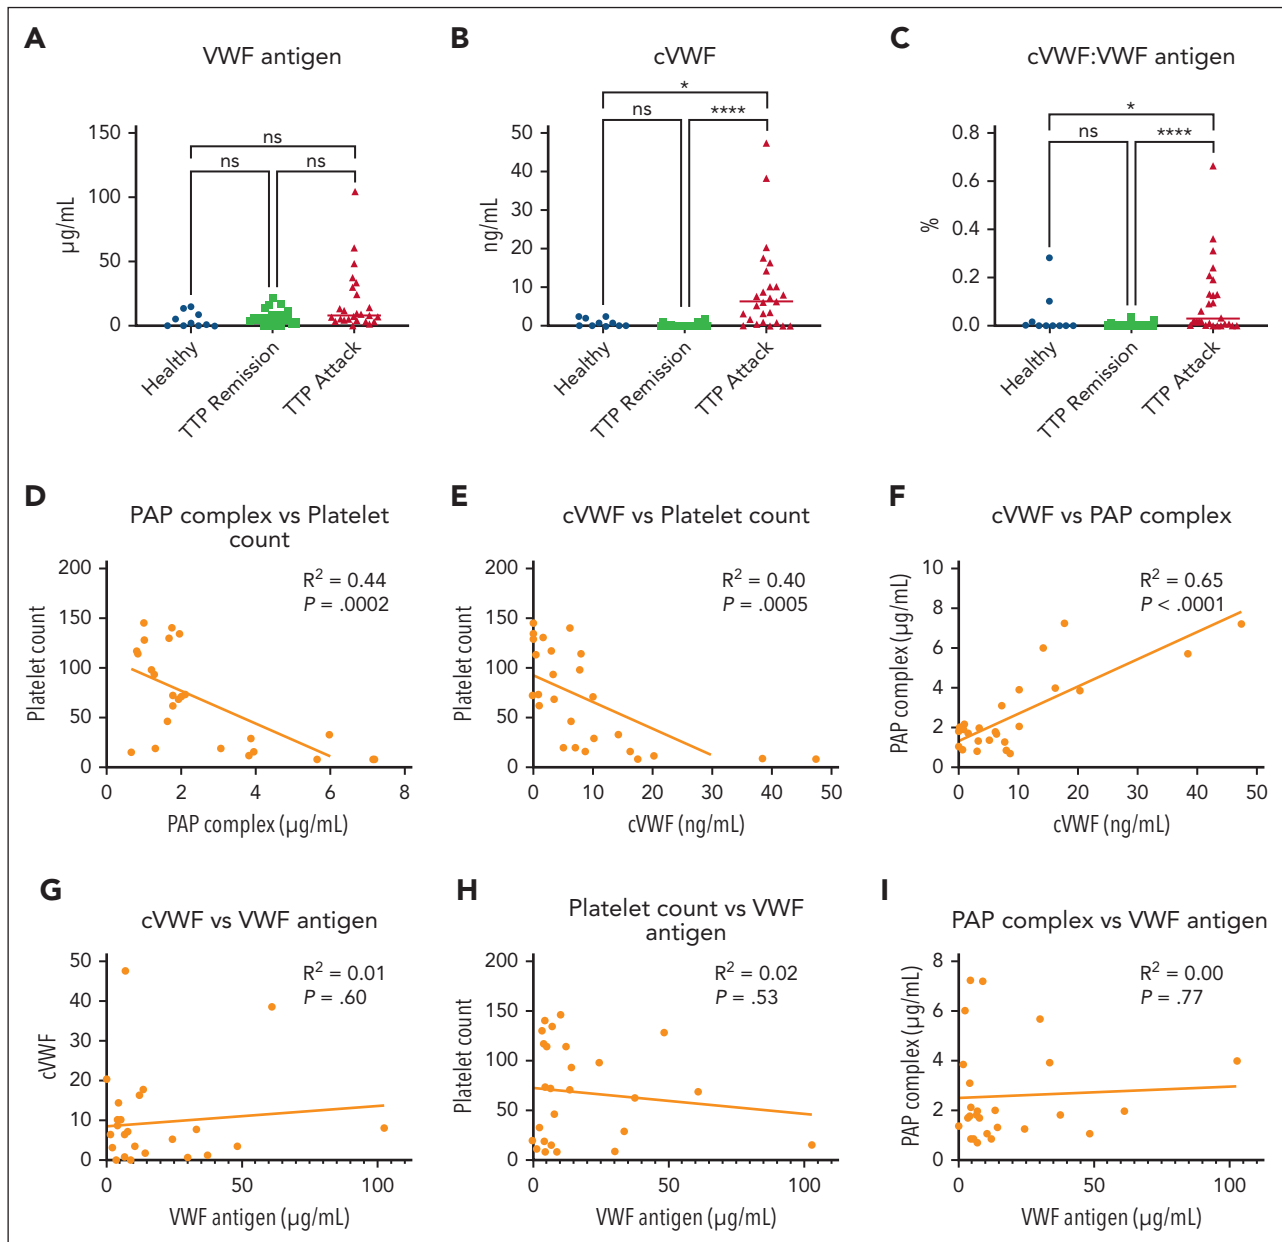 A
VWF antigen
µg/mL
150
100
50
0
ns
ns
ns
Healthy
TTP Remission
TTP Attack
B
cVWF
ng/mL
50
40
30
20
10
0
*
ns
****
Healthy
TTP Remission
TTP Attack
C
cVWF:VWF antigen
%
0.8
0.6
0.4
0.2
0.0
*
ns
****
Healthy
TTP Remission
TTP Attack
D
PAP complex vs Platelet
count
Platelet count
200
150
100
50
0
R² = 0.44
P = .0002
0 2 4 6 8
PAP complex (µg/mL)
E
cVWF vs Platelet count
Platelet count
200
150
100
50
0
R² = 0.40
P = .0005
0 10 20 30 40 50
cVWF (ng/mL)
F
cVWF vs PAP complex
PAP complex (µg/mL)
10
8
6
4
2
0
R² = 0.65
P < .0001
0 10 20 30 40 50
cVWF (ng/mL)
G
cVWF vs VWF antigen
cVWF
50
40
30
20
10
0
R² = 0.01
P = .60
0 50 100
VWF antigen (µg/mL)
H
Platelet count vs VWF
antigen
Platelet count
200
150
100
50
0
R² = 0.02
P = .53
0 50 100
VWF antigen (µg/mL)
I
PAP complex vs VWF antigen
PAP complex (µg/mL)
8
6
4
2
0
R² = 0.00
P = .77
0 50 100
VWF antigen (µg/mL)